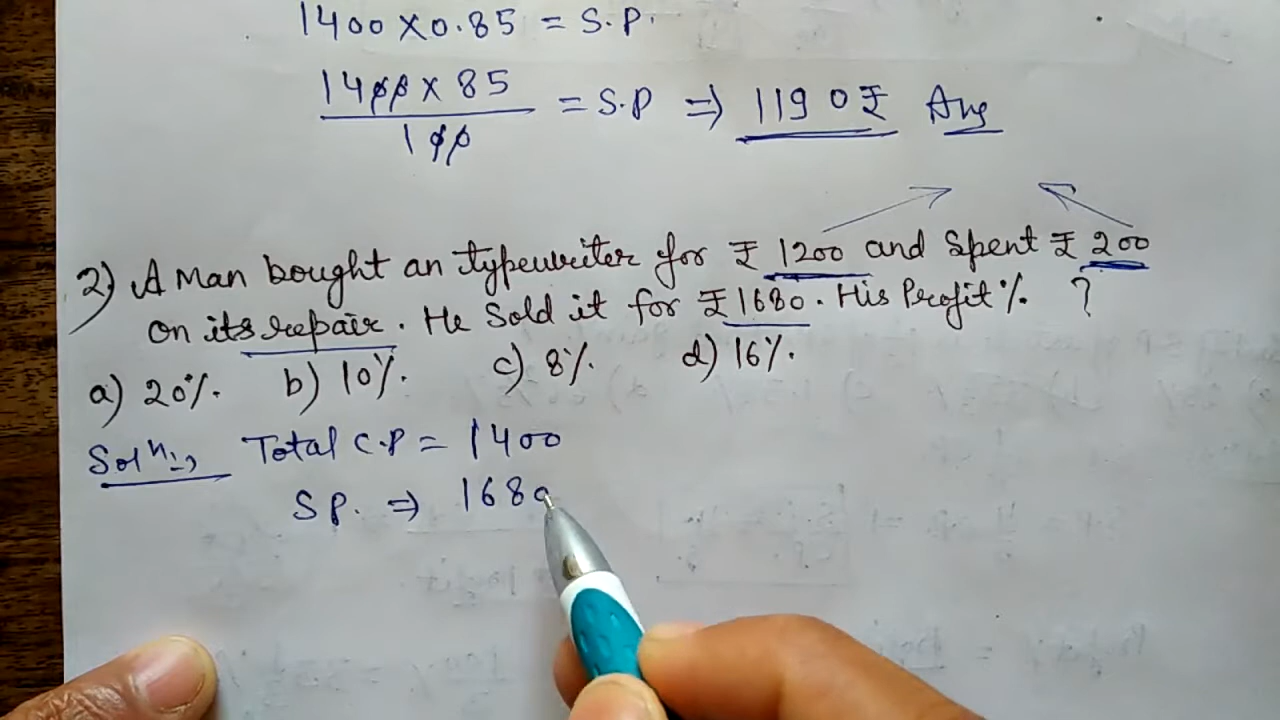 1400 × 0.85 = S.P.
1400 × 85
100
= S.P ⇒ 1190₹ Ans
2) A Man bought an typewriter for ₹ 1200 and Spent ₹ 200
on its repair. He Sold it for ₹ 1680. His Profit % ?
a) 20%. b) 10%. c) 8%. d) 16%.
Solⁿ:→ Total C.P = 1400
S P. ⇒ 1680